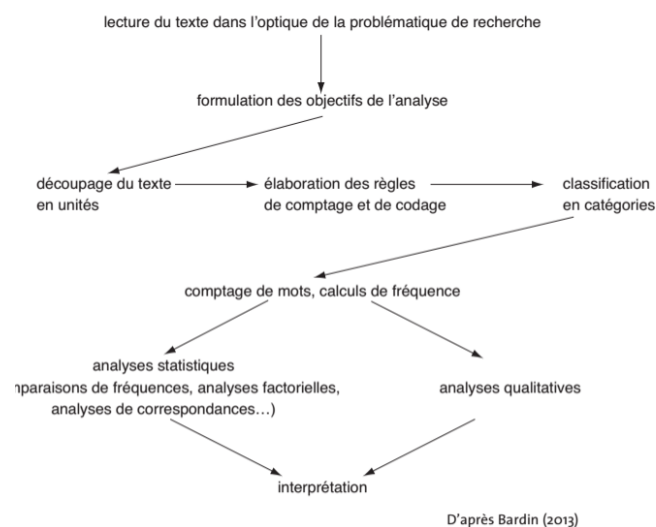 lecture du texte dans l'optique de la problématique de recherche
formulation des objectifs de l'analyse
découpage du texte
en unités
élaboration des règles
de comptage et de codage
classification
en catégories
comptage de mots, calculs de fréquence
analyses statistiques
de fréquences, analyses factorielles,
analyses de correspondances…)
analyses qualitatives
interprétation
D'après Bardin (2013)